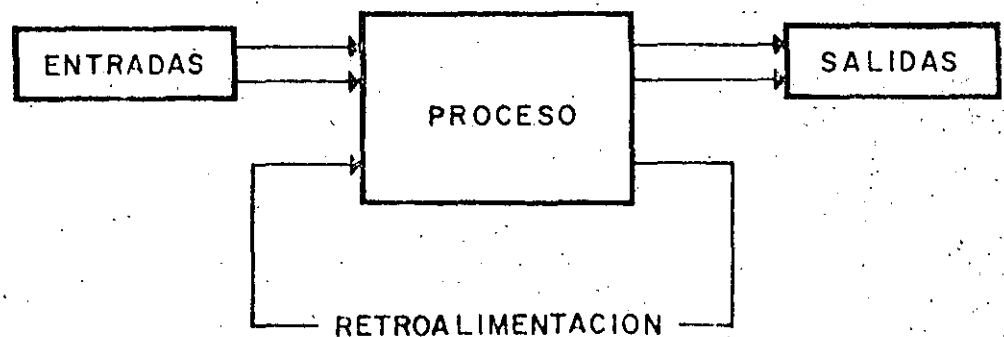 ENTRADAS
PROCESO
SALIDAS
RETROALIMENTACION